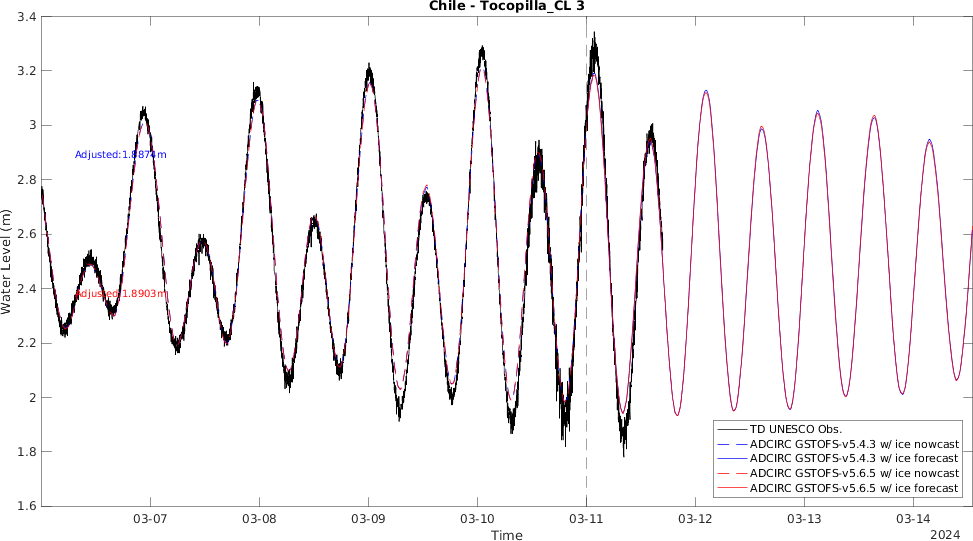 Chile - Tocopilla_CL 3
3.4
3.2
3
2.8
2.6
2.4
2.2
2
1.8
1.6
Water Level (m)
Adjusted:1.8874m
Adjusted:1.8903m
03-07
03-08
03-09
03-10
03-11
03-12
03-13
03-14
Time
2024
TD UNESCO Obs.
ADCIRC GSTOFS-v5.4.3 w/ ice nowcast
ADCIRC GSTOFS-v5.4.3 w/ ice forecast
ADCIRC GSTOFS-v5.6.5 w/ ice nowcast
ADCIRC GSTOFS-v5.6.5 w/ ice forecast